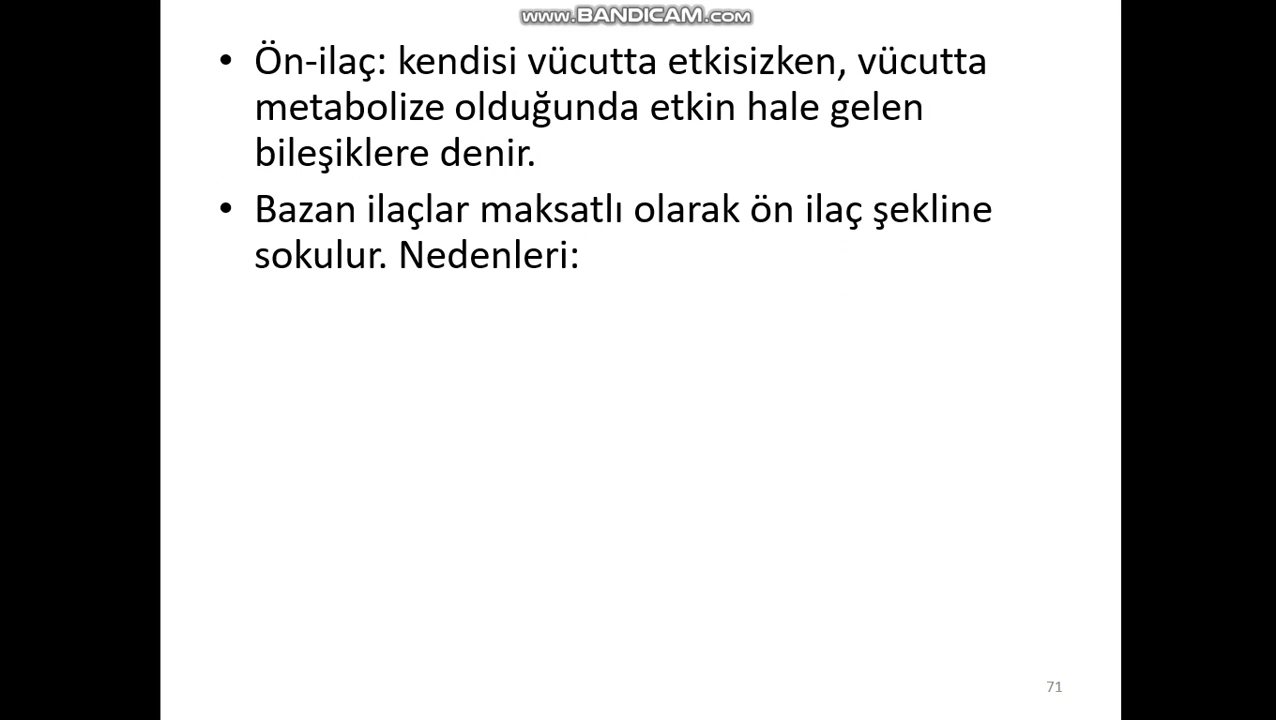 www.BANDICAM.com
• Ön-ilaç: kendisi vücutta etkisizken, vücutta
metabolize olduğunda etkin hale gelen
bileşiklere denir.
• Bazan ilaçlar maksatlı olarak ön ilaç şekline
sokulur. Nedenleri:
71